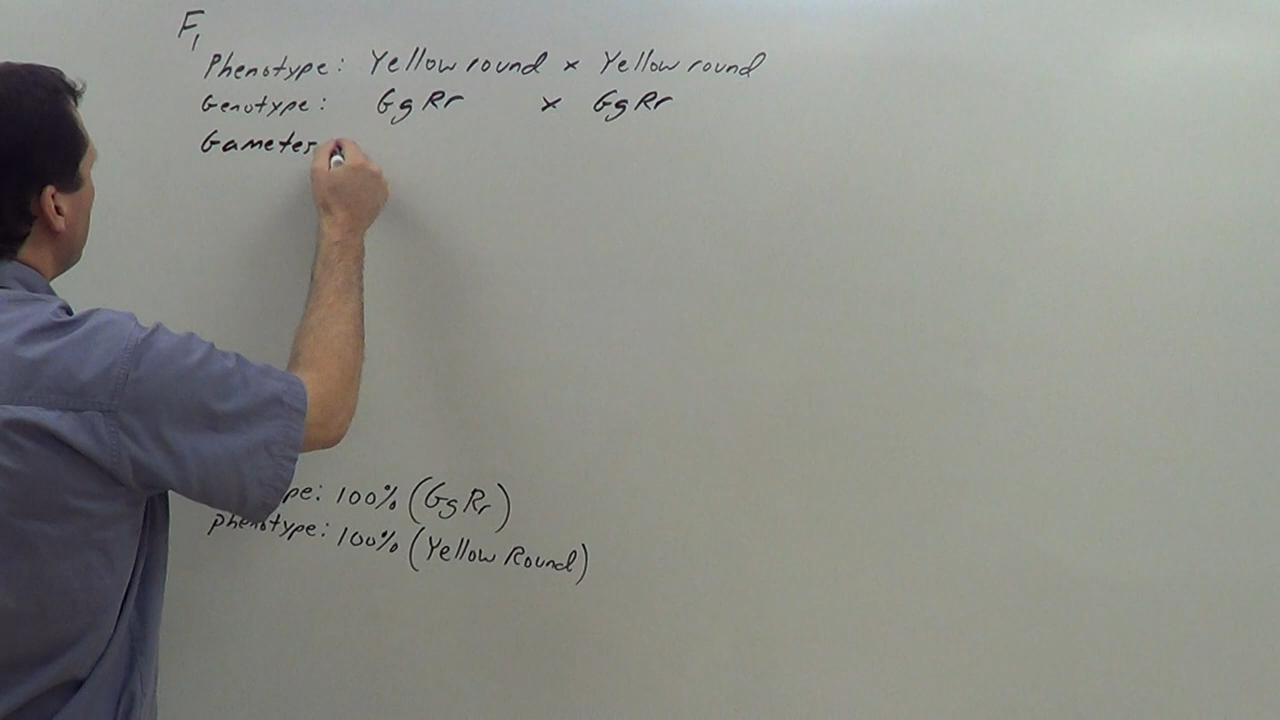 F1
Phenotype: Yellow round x Yellow round
Genotype: GgRr x GgRr
Gametes
pe: 100% (GgRr)
phenotype: 100% (Yellow Round)